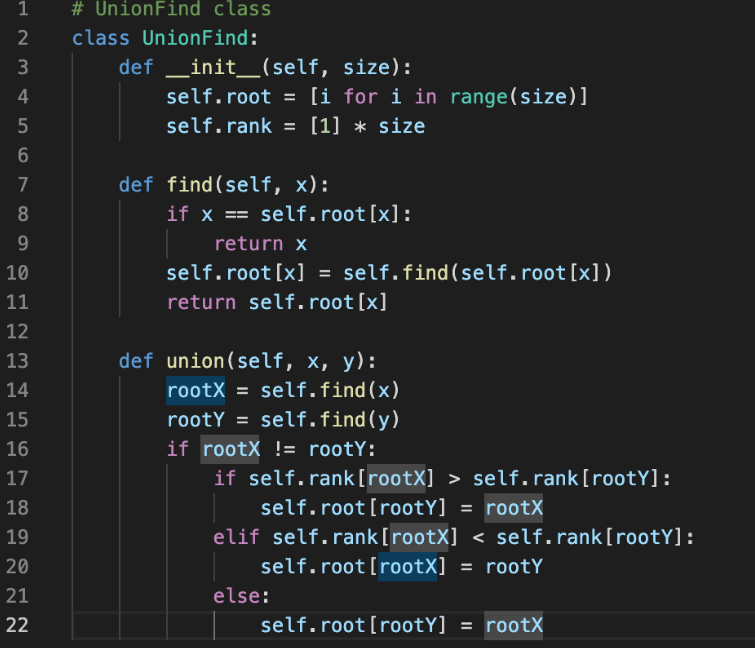 1 # UnionFind class
2 class UnionFind:
3     def __init__(self, size):
4         self.root = [i for i in range(size)]
5         self.rank = [1] * size
6
7     def find(self, x):
8         if x == self.root[x]:
9             return x
10         self.root[x] = self.find(self.root[x])
11         return self.root[x]
12
13     def union(self, x, y):
14         rootX = self.find(x)
15         rootY = self.find(y)
16         if rootX != rootY:
17             if self.rank[rootX] > self.rank[rootY]:
18                 self.root[rootY] = rootX
19             elif self.rank[rootX] < self.rank[rootY]:
20                 self.root[rootX] = rootY
21             else:
22                 self.root[rootY] = rootX